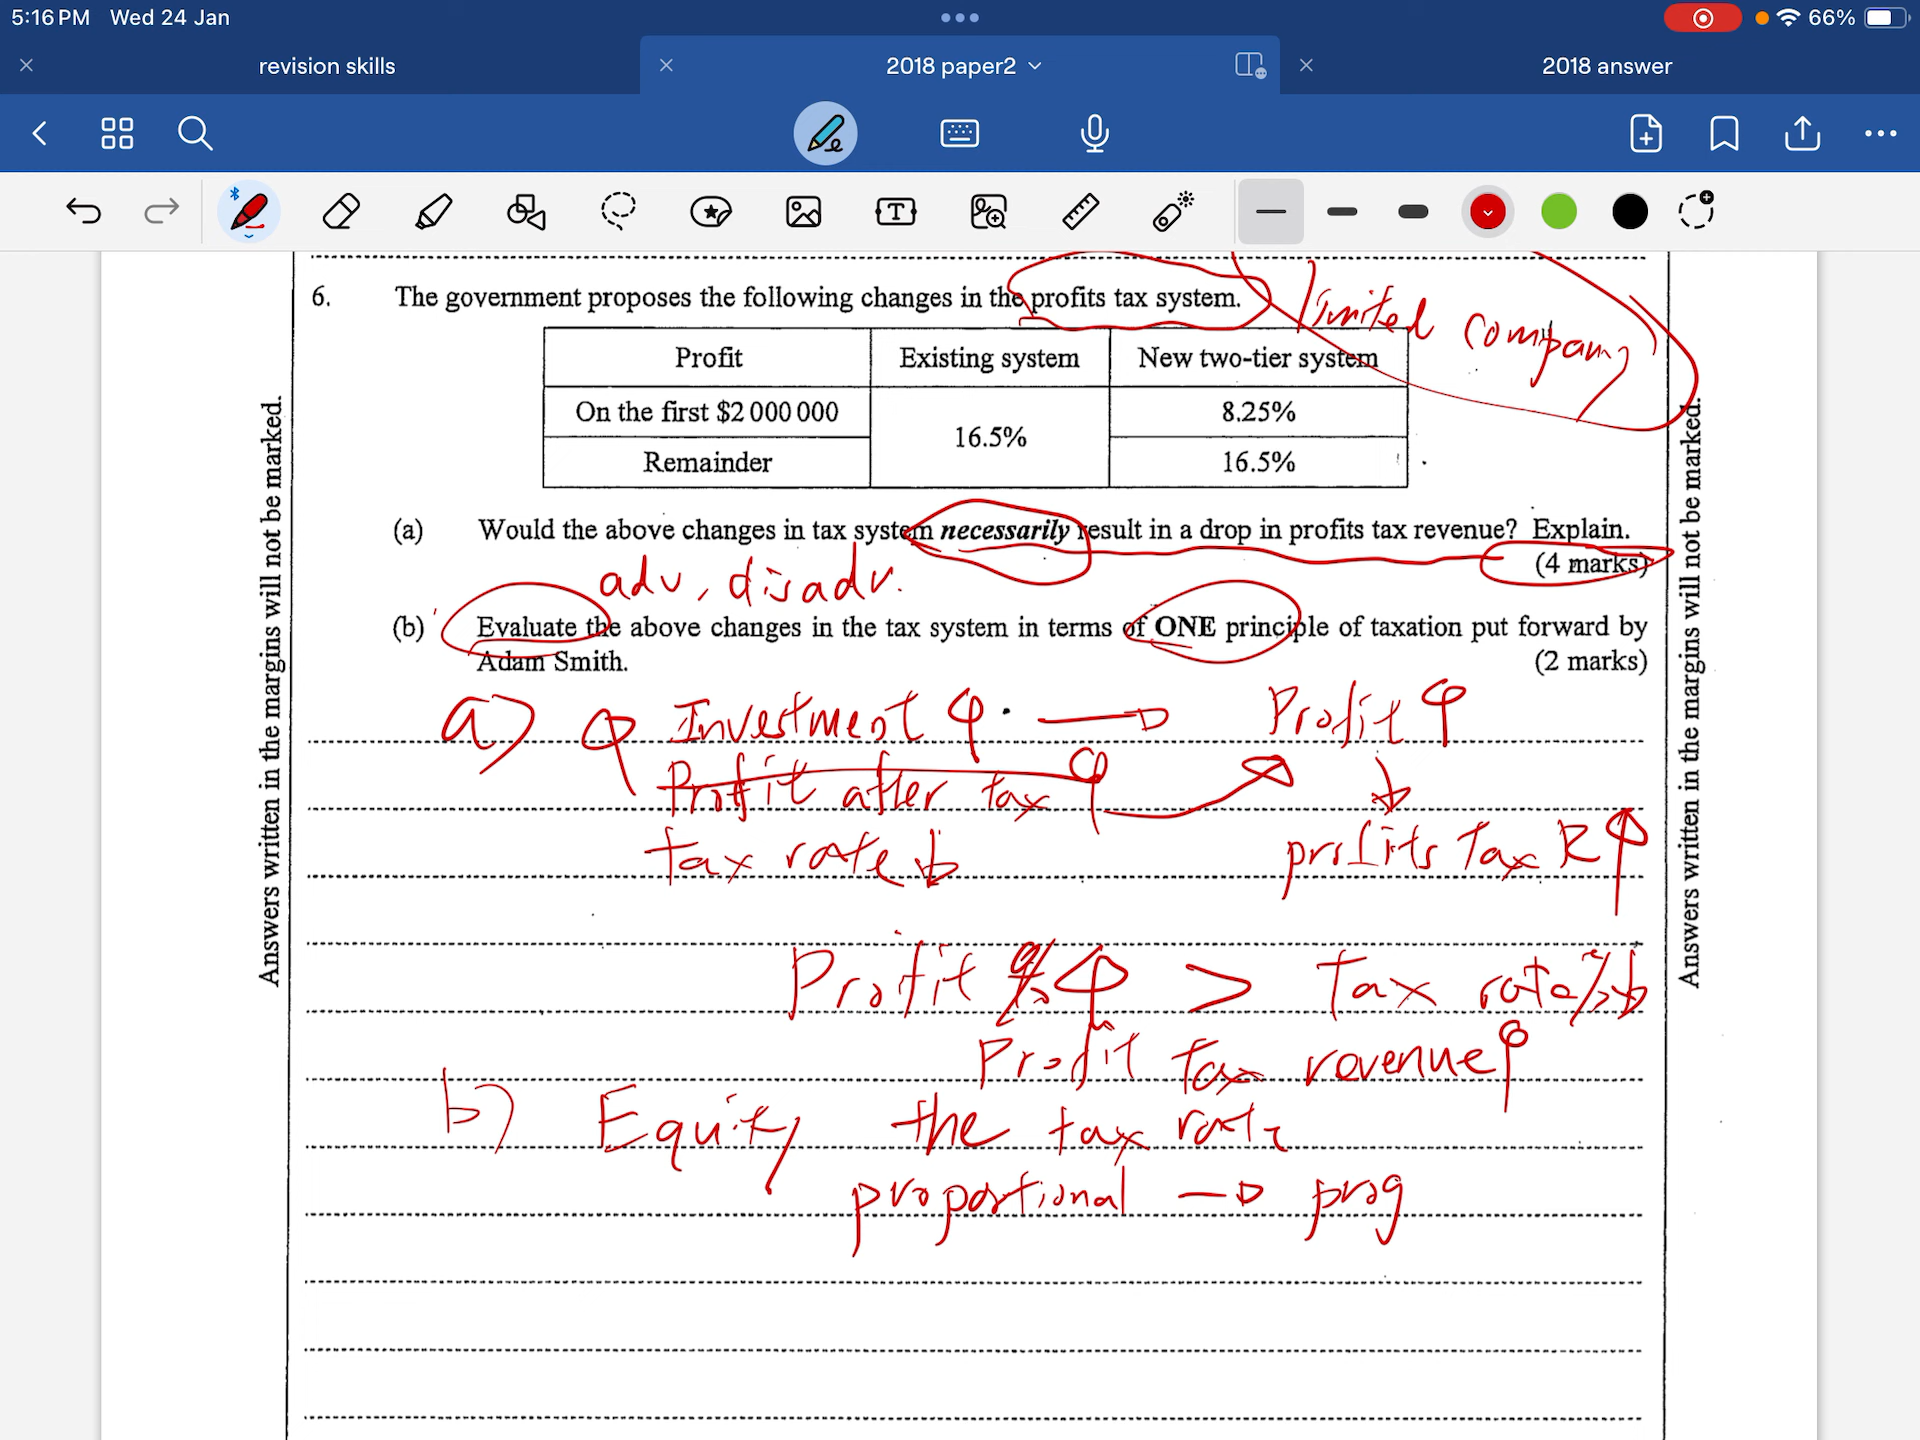 5:16 PM Wed 24 Jan
66%
revision skills
2018 paper2
2018 answer
6. The government proposes the following changes in the profits tax system.
limited company
Profit Existing system New two-tier system
On the first $2 000 000 16.5% 8.25%
Remainder 16.5%
(a) Would the above changes in tax system necessarily result in a drop in profits tax revenue? Explain.
(4 marks)
adv, disadv.
(b) Evaluate the above changes in the tax system in terms of ONE principle of taxation put forward by
Adam Smith. (2 marks)
a) ↑ Investment ↑ → Profit ↑
Profit after tax ↑ ↓
tax rate ↓ profits tax R ↑
Profit % ↑ > Tax rate % ↓
Profit tax revenue ↑
b) Equity the tax rate
proportional → prog
Answers written in the margins will not be marked.
Answers written in the margins will not be marked.